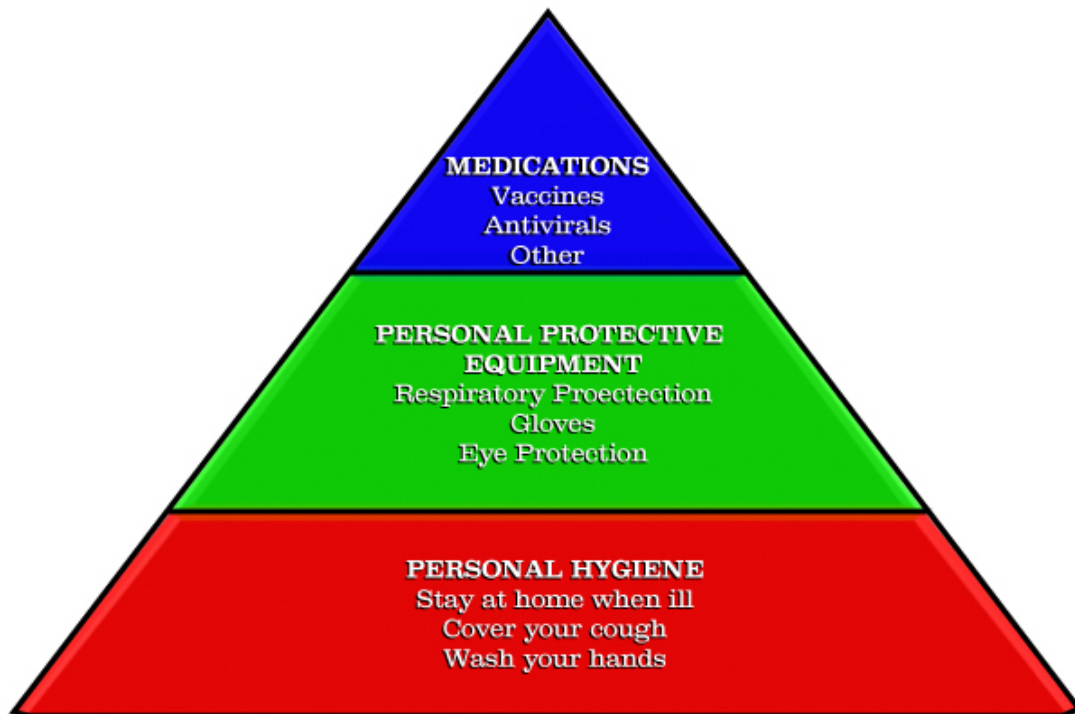 MEDICATIONS
Vaccines
Antivirals
Other
PERSONAL PROTECTIVE
EQUIPMENT
Respiratory Proectection
Gloves
Eye Protection
PERSONAL HYGIENE
Stay at home when ill
Cover your cough
Wash your hands